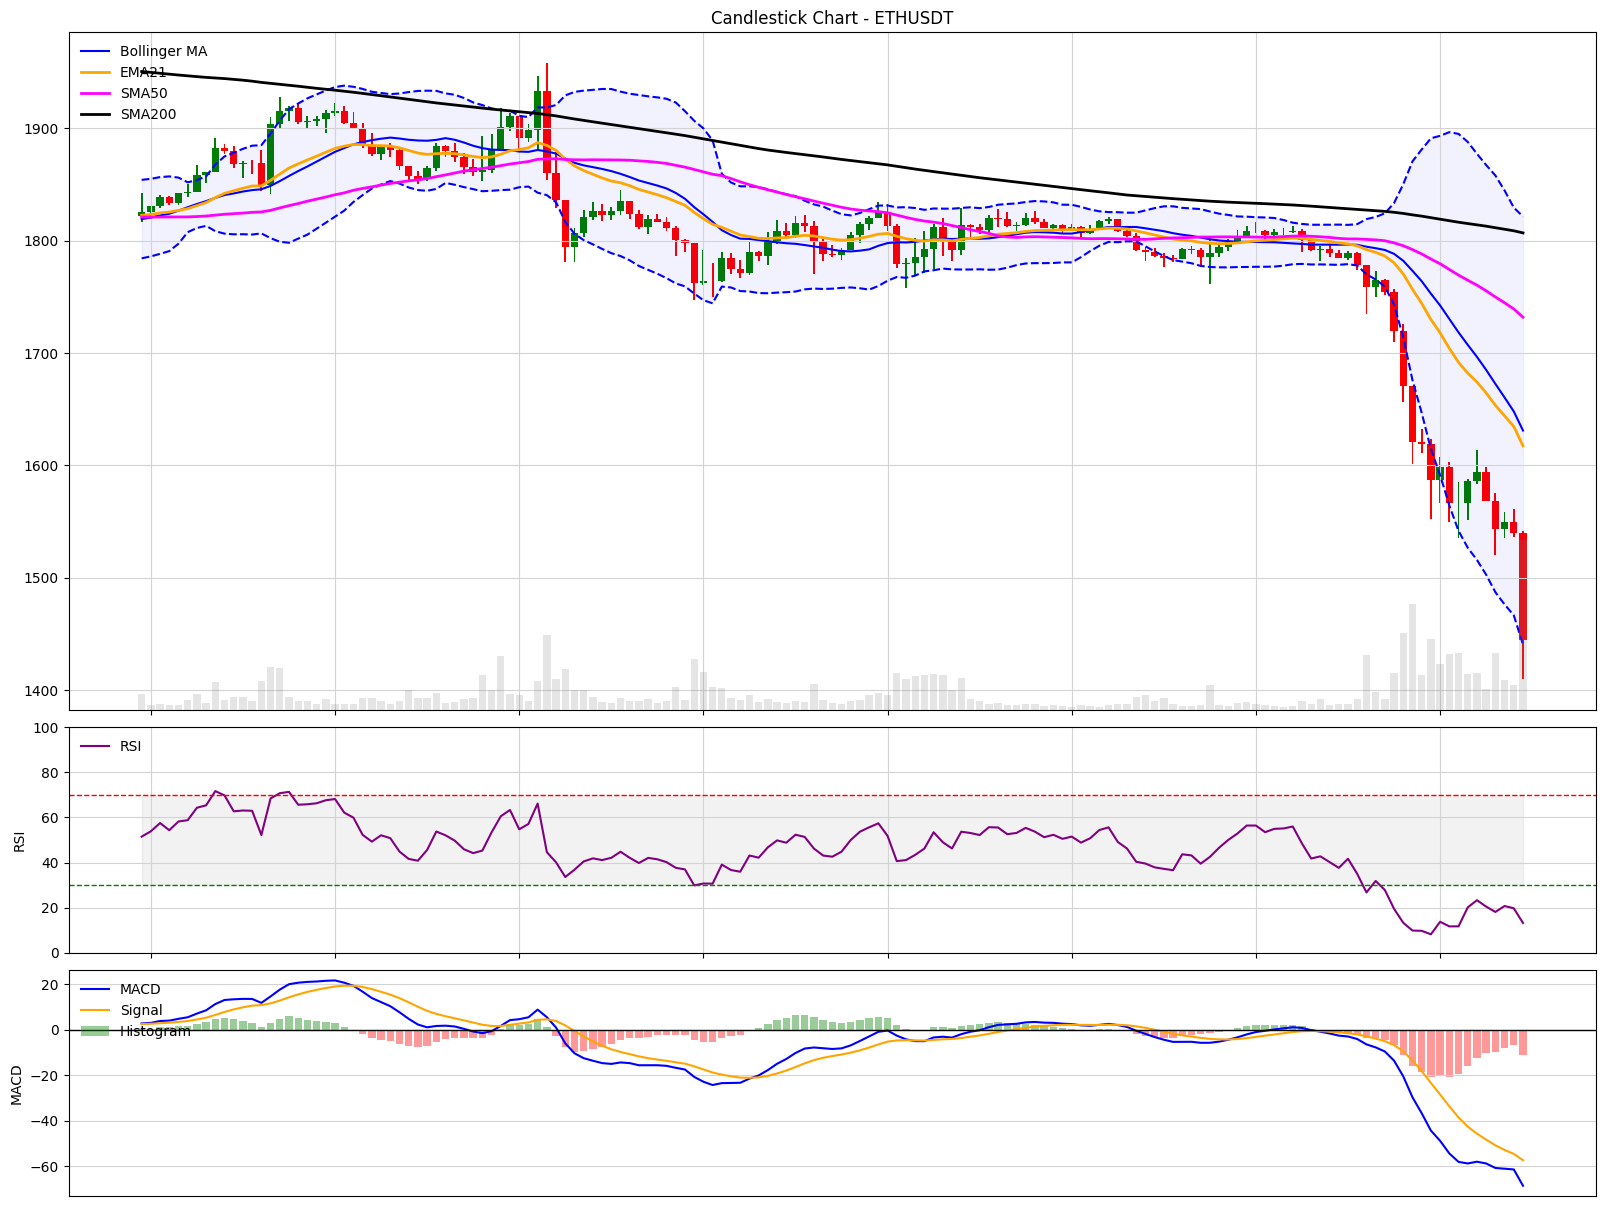 Candlestick Chart - ETHUSDT
Bollinger MA
EMA21
SMA50
SMA200
1900
1800
1700
1600
1500
1400
100
80
60
40
20
0
RSI
RSI
20
0
−20
−40
−60
MACD
MACD
Signal
Histogram